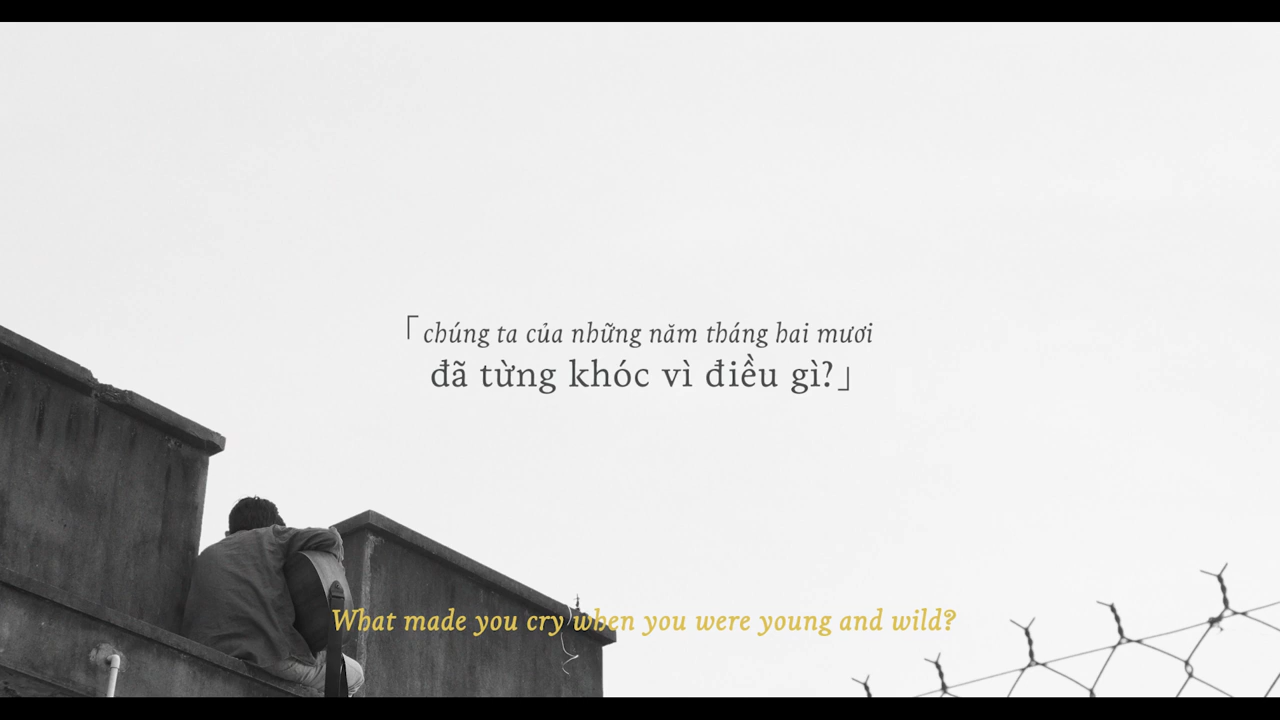 「chúng ta của những năm tháng hai mươi
đã từng khóc vì điều gì?」
What made you cry when you were young and wild?